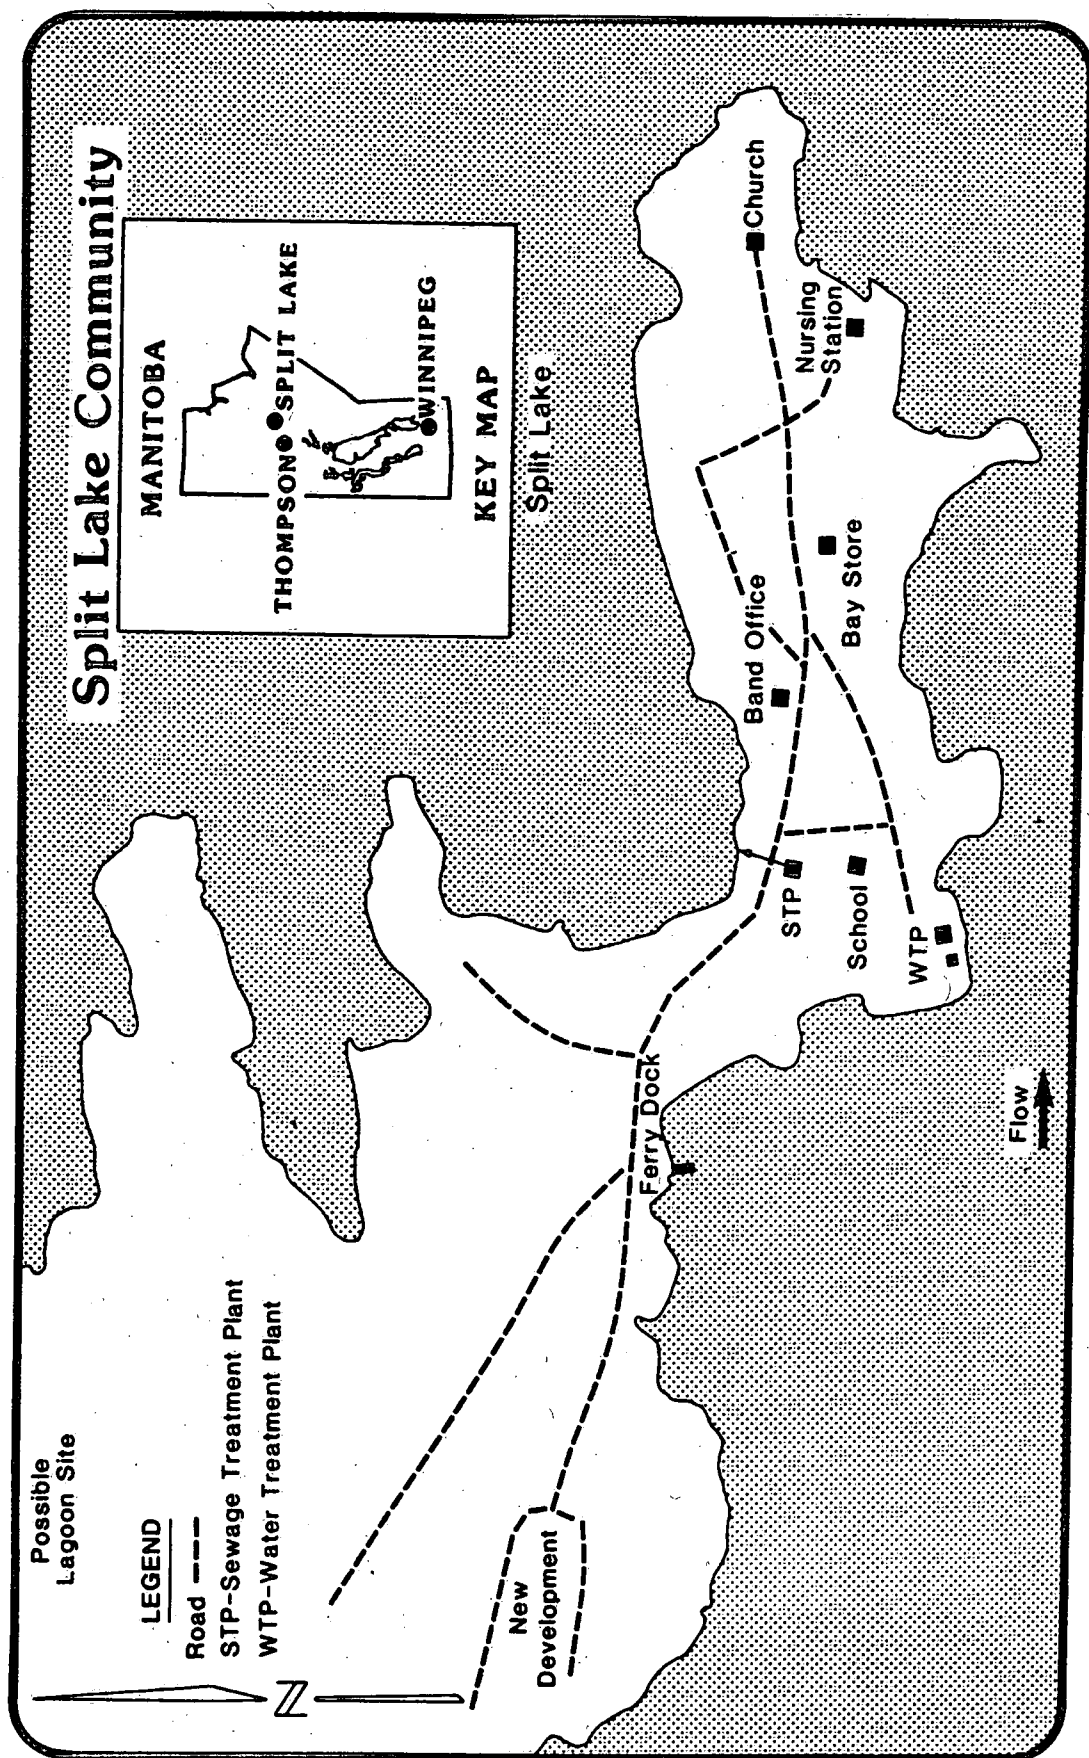 Split Lake Community
MANITOBA
THOMPSON
SPLIT LAKE
WINNIPEG
KEY MAP
Split Lake
Possible
Lagoon Site
LEGEND
Road
STP-Sewage Treatment Plant
WTP-Water Treatment Plant
N
New
Development
Ferry Dock
STP
School
WTP
Band Office
Bay Store
Nursing
Station
Church
Flow